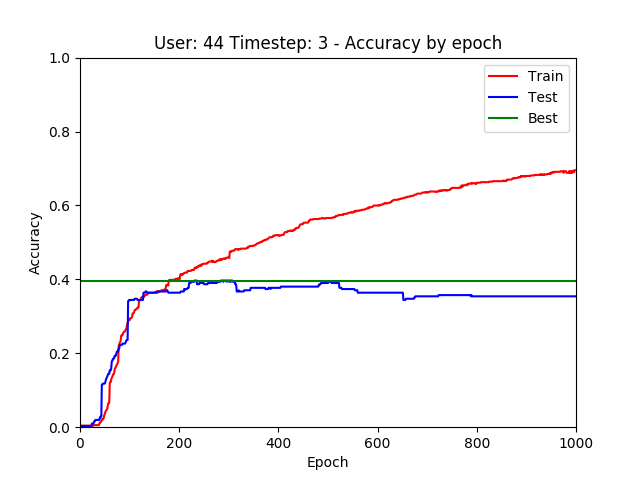 User: 44 Timestep: 3 - Accuracy by epoch
1.0
0.8
0.6
0.4
0.2
0.0
Accuracy
Train
Test
Best
0 200 400 600 800 1000
Epoch